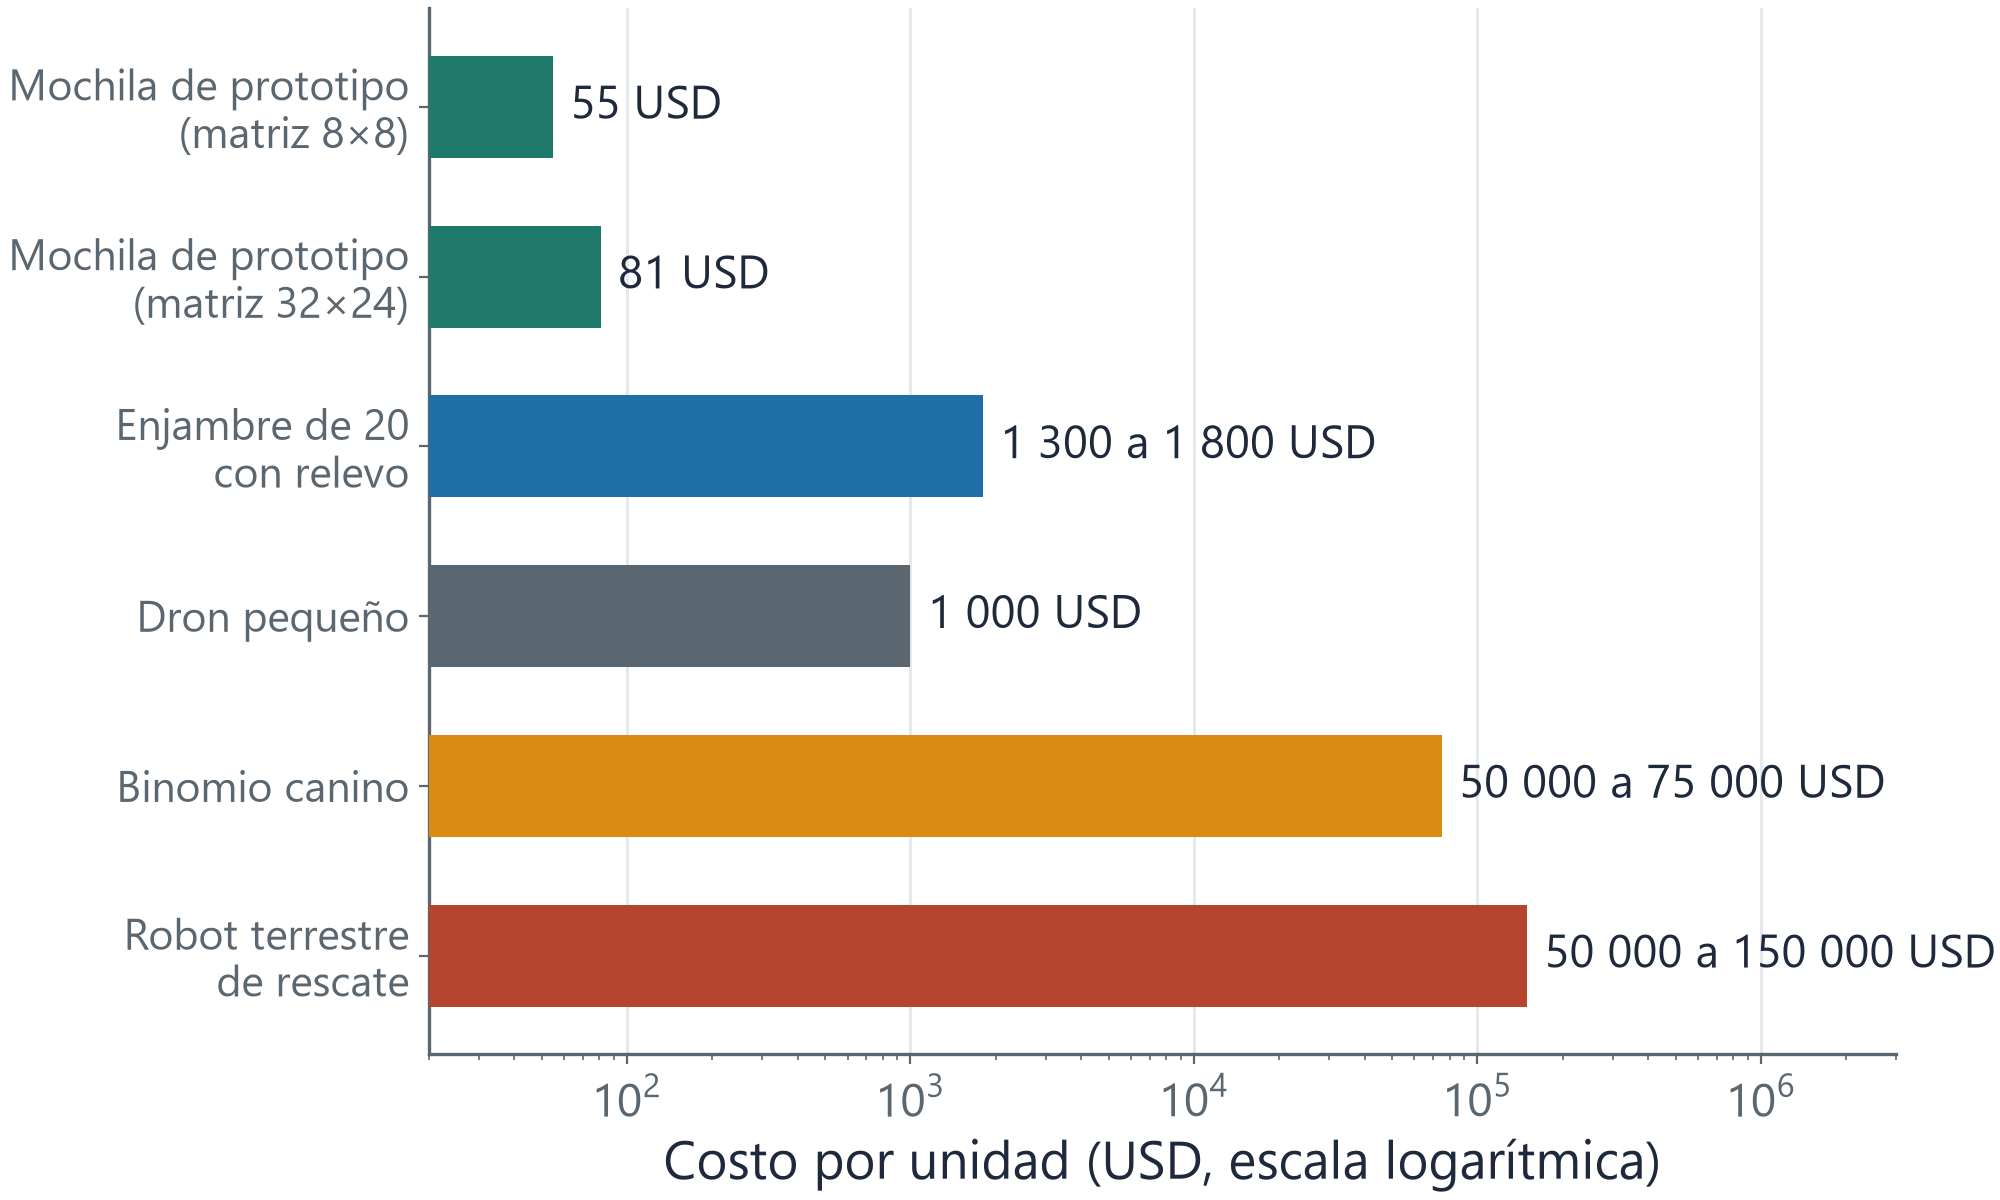 Mochila de prototipo
(matriz 8×8)
55 USD
Mochila de prototipo
(matriz 32×24)
81 USD
Enjambre de 20
con relevo
1 300 a 1 800 USD
Dron pequeño
1 000 USD
Binomio canino
50 000 a 75 000 USD
Robot terrestre
de rescate
50 000 a 150 000 USD
10² 10³ 10⁴ 10⁵ 10⁶
Costo por unidad (USD, escala logarítmica)